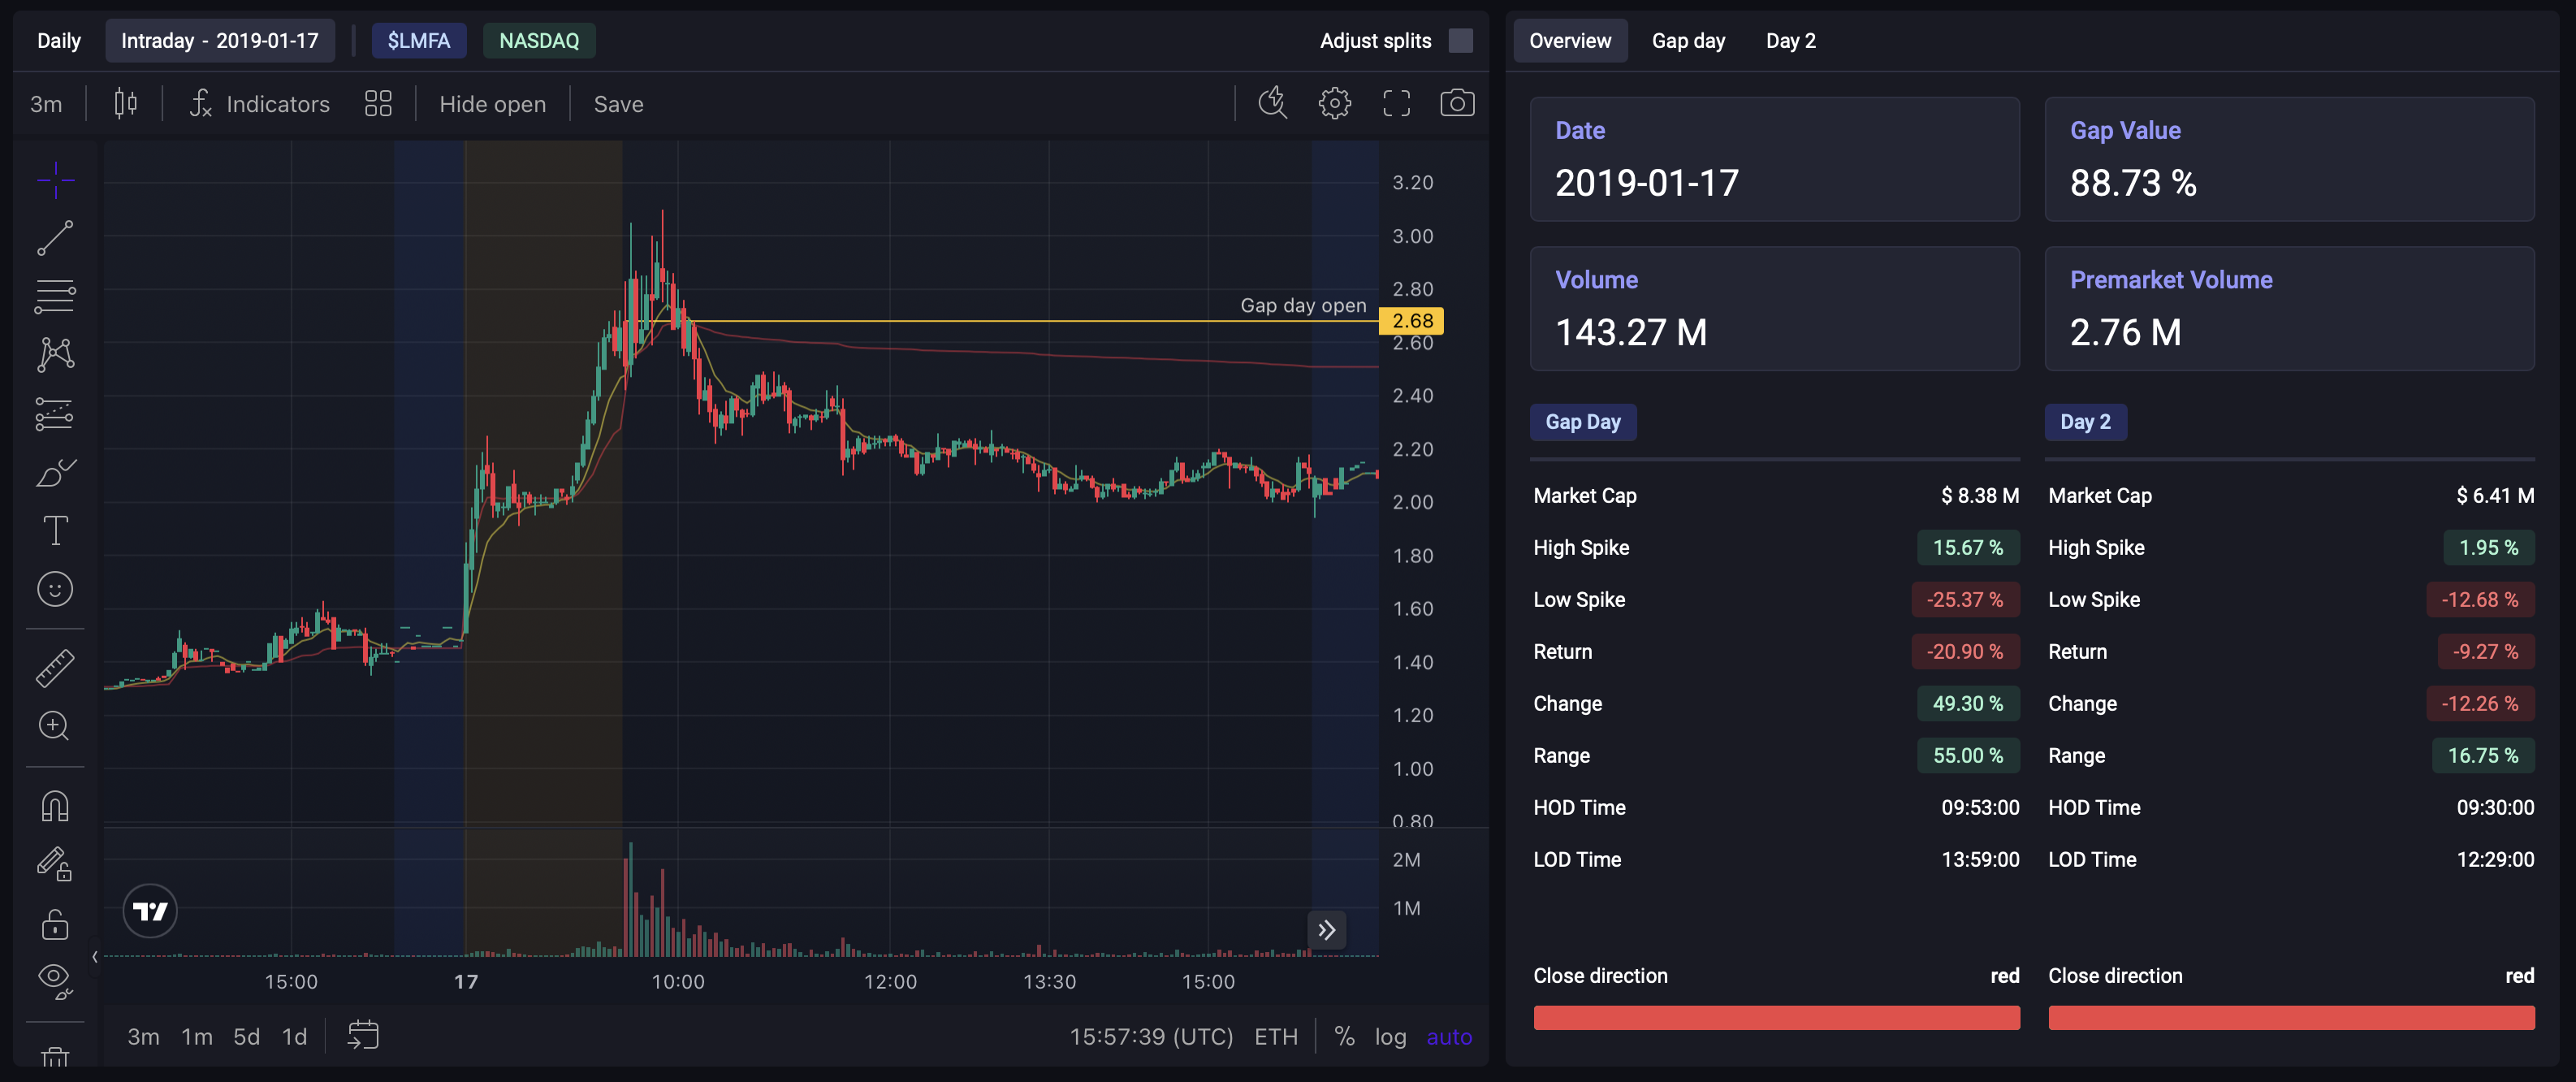 Daily Intraday - 2019-01-17 $LMFA NASDAQ Adjust splits
3m Indicators Hide open Save
3.20
3.00
2.80
Gap day open 2.68
2.60
2.40
2.20
2.00
1.80
1.60
1.40
1.20
1.00
0.80
2M
1M
15:00 17 10:00 12:00 13:30 15:00
3m 1m 5d 1d 15:57:39 (UTC) ETH % log auto
Overview Gap day Day 2
Date Gap Value
2019-01-17 88.73 %
Volume Premarket Volume
143.27 M 2.76 M
Gap Day
Market Cap $ 8.38 M
High Spike 15.67 %
Low Spike -25.37 %
Return -20.90 %
Change 49.30 %
Range 55.00 %
HOD Time 09:53:00
LOD Time 13:59:00
Close direction red
Day 2
Market Cap $ 6.41 M
High Spike 1.95 %
Low Spike -12.68 %
Return -9.27 %
Change -12.26 %
Range 16.75 %
HOD Time 09:30:00
LOD Time 12:29:00
Close direction red